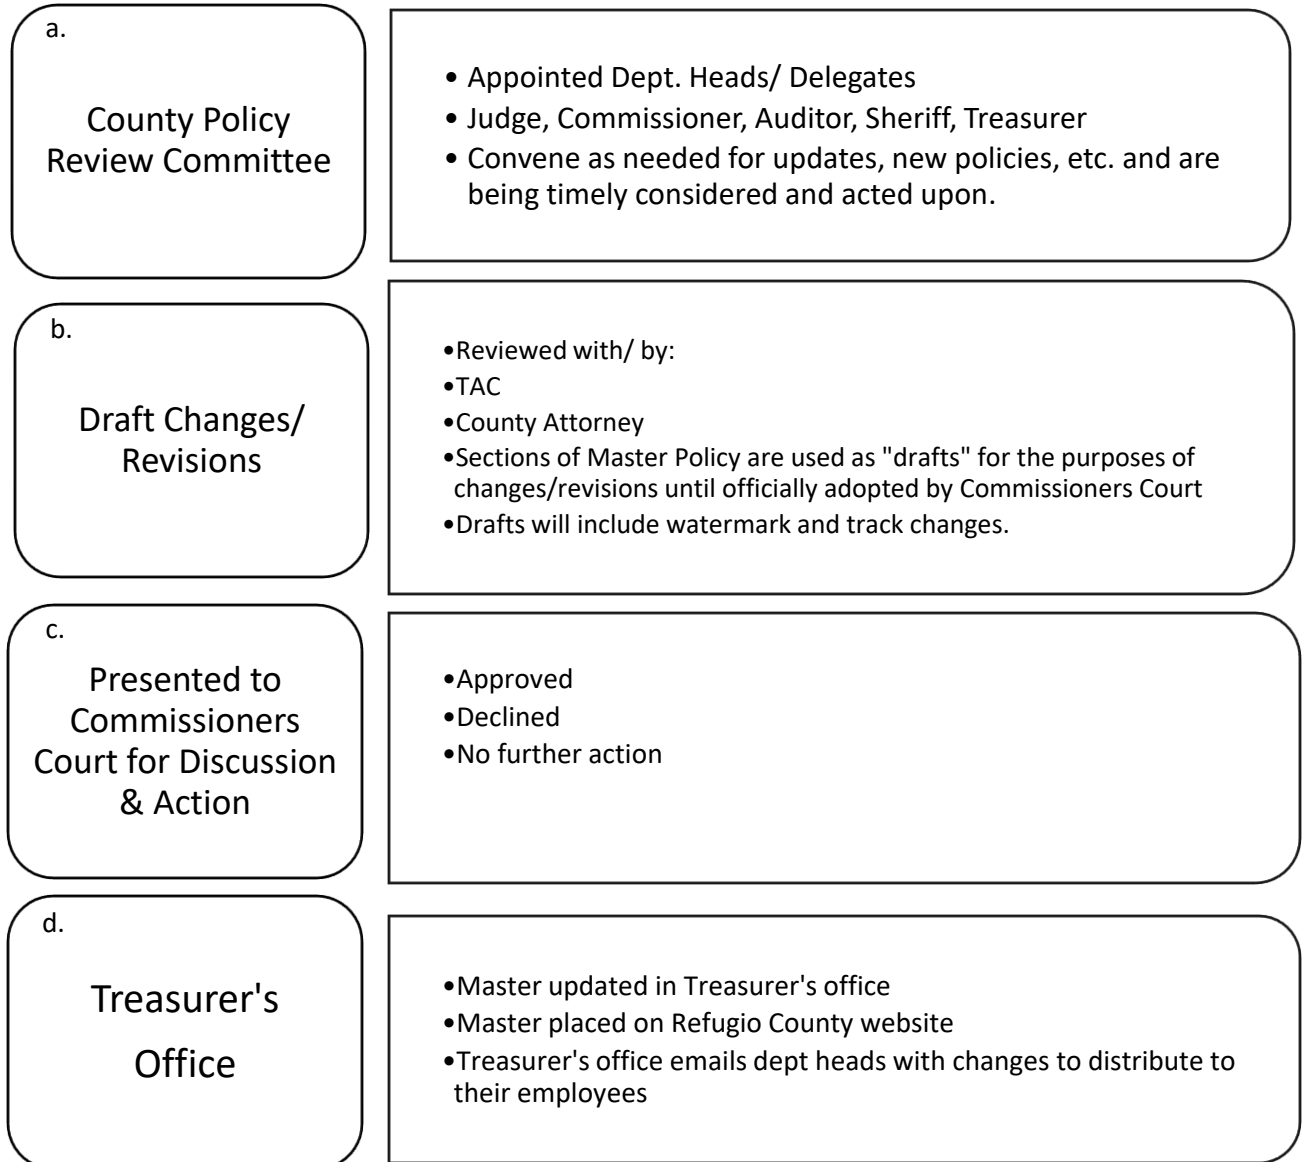 a.
County Policy
Review Committee
• Appointed Dept. Heads/ Delegates
• Judge, Commissioner, Auditor, Sheriff, Treasurer
• Convene as needed for updates, new policies, etc. and are
being timely considered and acted upon.
b.
Draft Changes/
Revisions
•Reviewed with/ by:
•TAC
•County Attorney
•Sections of Master Policy are used as "drafts" for the purposes of
changes/revisions until officially adopted by Commissioners Court
•Drafts will include watermark and track changes.
c.
Presented to
Commissioners
Court for Discussion
& Action
•Approved
•Declined
•No further action
d.
Treasurer's
Office
•Master updated in Treasurer's office
•Master placed on Refugio County website
•Treasurer's office emails dept heads with changes to distribute to
their employees